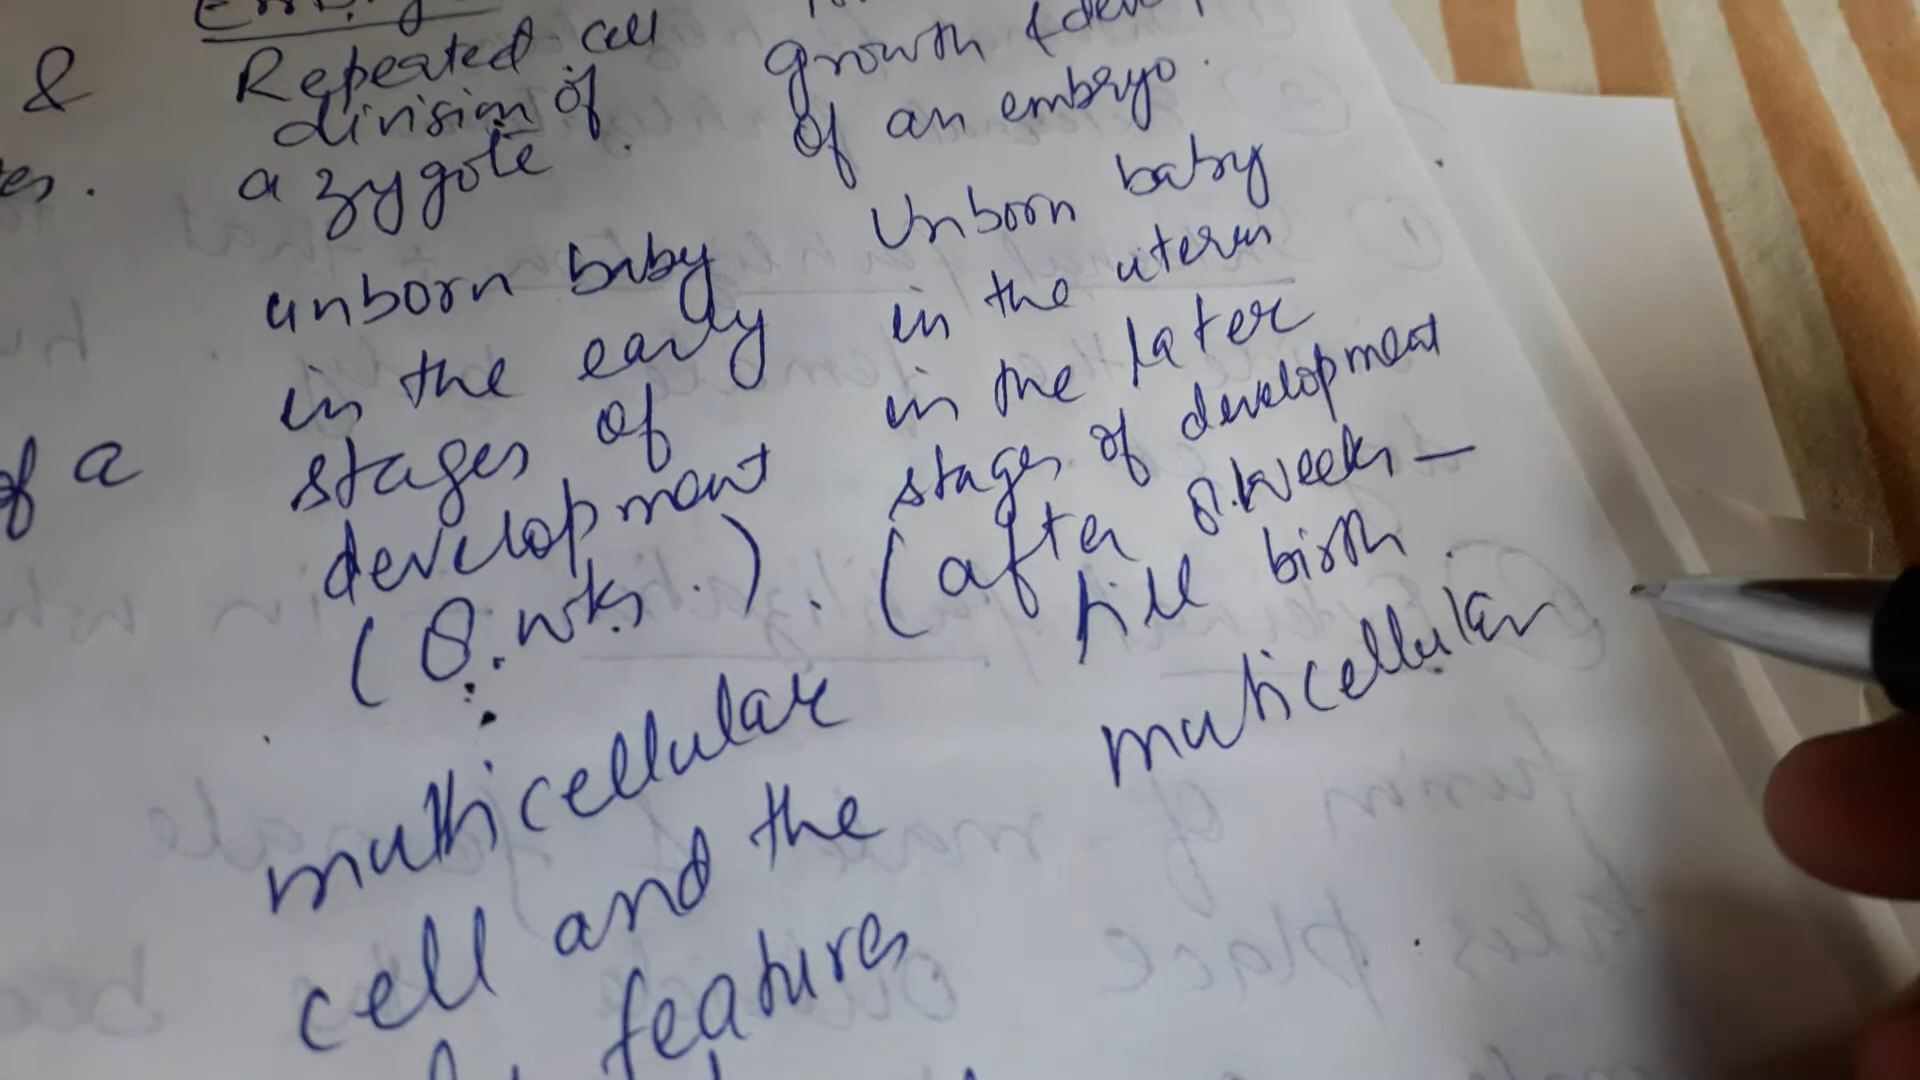 &
es.
of a
Repeated cell
division of
a zygote.
unborn baby
in the early
stages of
development
(8.wks.).
multicellular
cell and the
features
growth &
of an embryo.
Unborn baby
in the uterus
in the later
stages of development
(after 8.weeks –
till birth.
multicellular